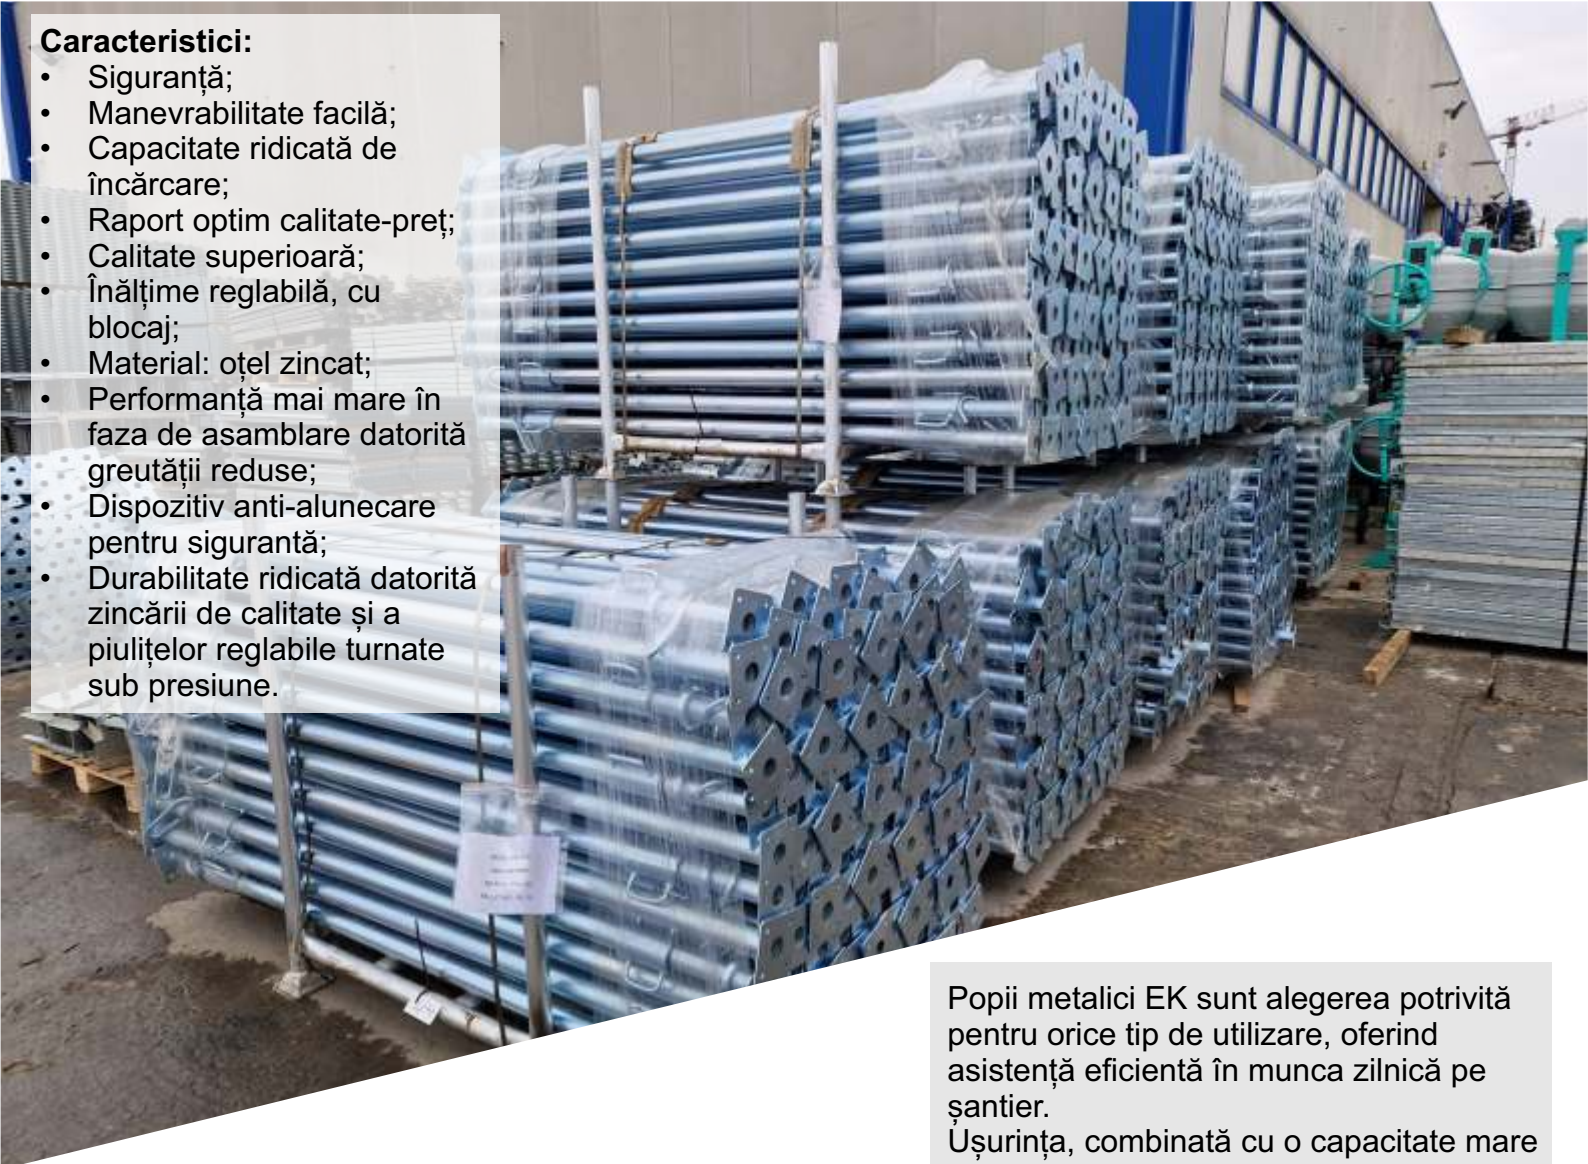 Caracteristici:
• Siguranță;
• Manevrabilitate facilă;
• Capacitate ridicată de
încărcare;
• Raport optim calitate-preț;
• Calitate superioară;
• Înălțime reglabilă, cu
blocaj;
• Material: oțel zincat;
• Performanță mai mare în
faza de asamblare datorită
greutății reduse;
• Dispozitiv anti-alunecare
pentru sigurantă;
• Durabilitate ridicată datorită
zincării de calitate și a
piulițelor reglabile turnate
sub presiune.
Popii metalici EK sunt alegerea potrivită
pentru orice tip de utilizare, oferind
asistență eficientă în munca zilnică pe
șantier.
Ușurința, combinată cu o capacitate mare